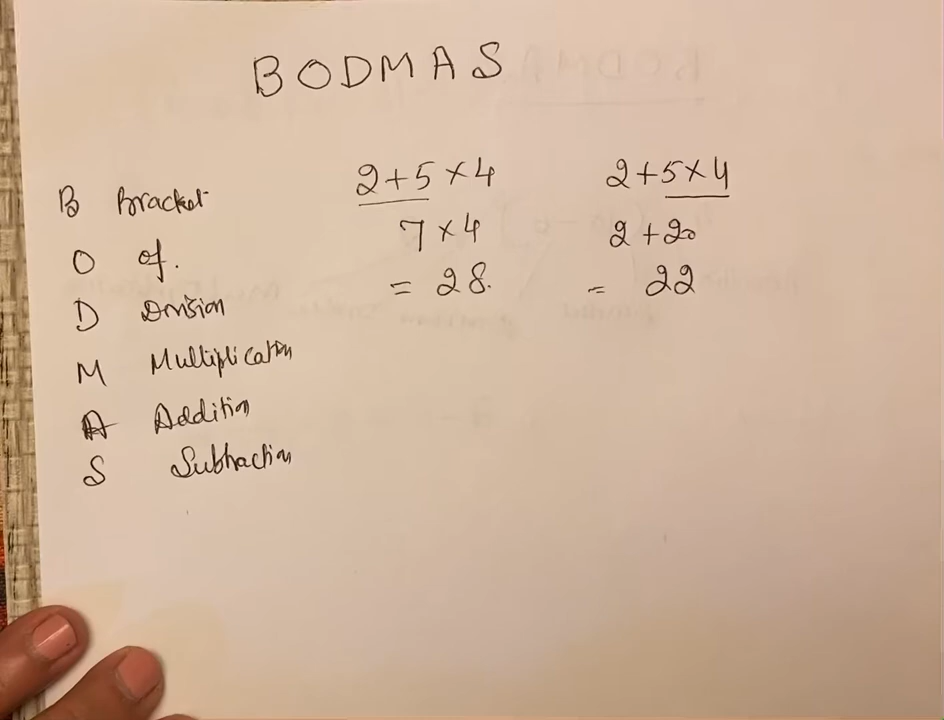 BODMAS
B Bracket
O of.
D Division
M Multiplication
A Addition
S Subtraction
2+5×4
7×4
= 28.
2+5×4
2+20
= 22